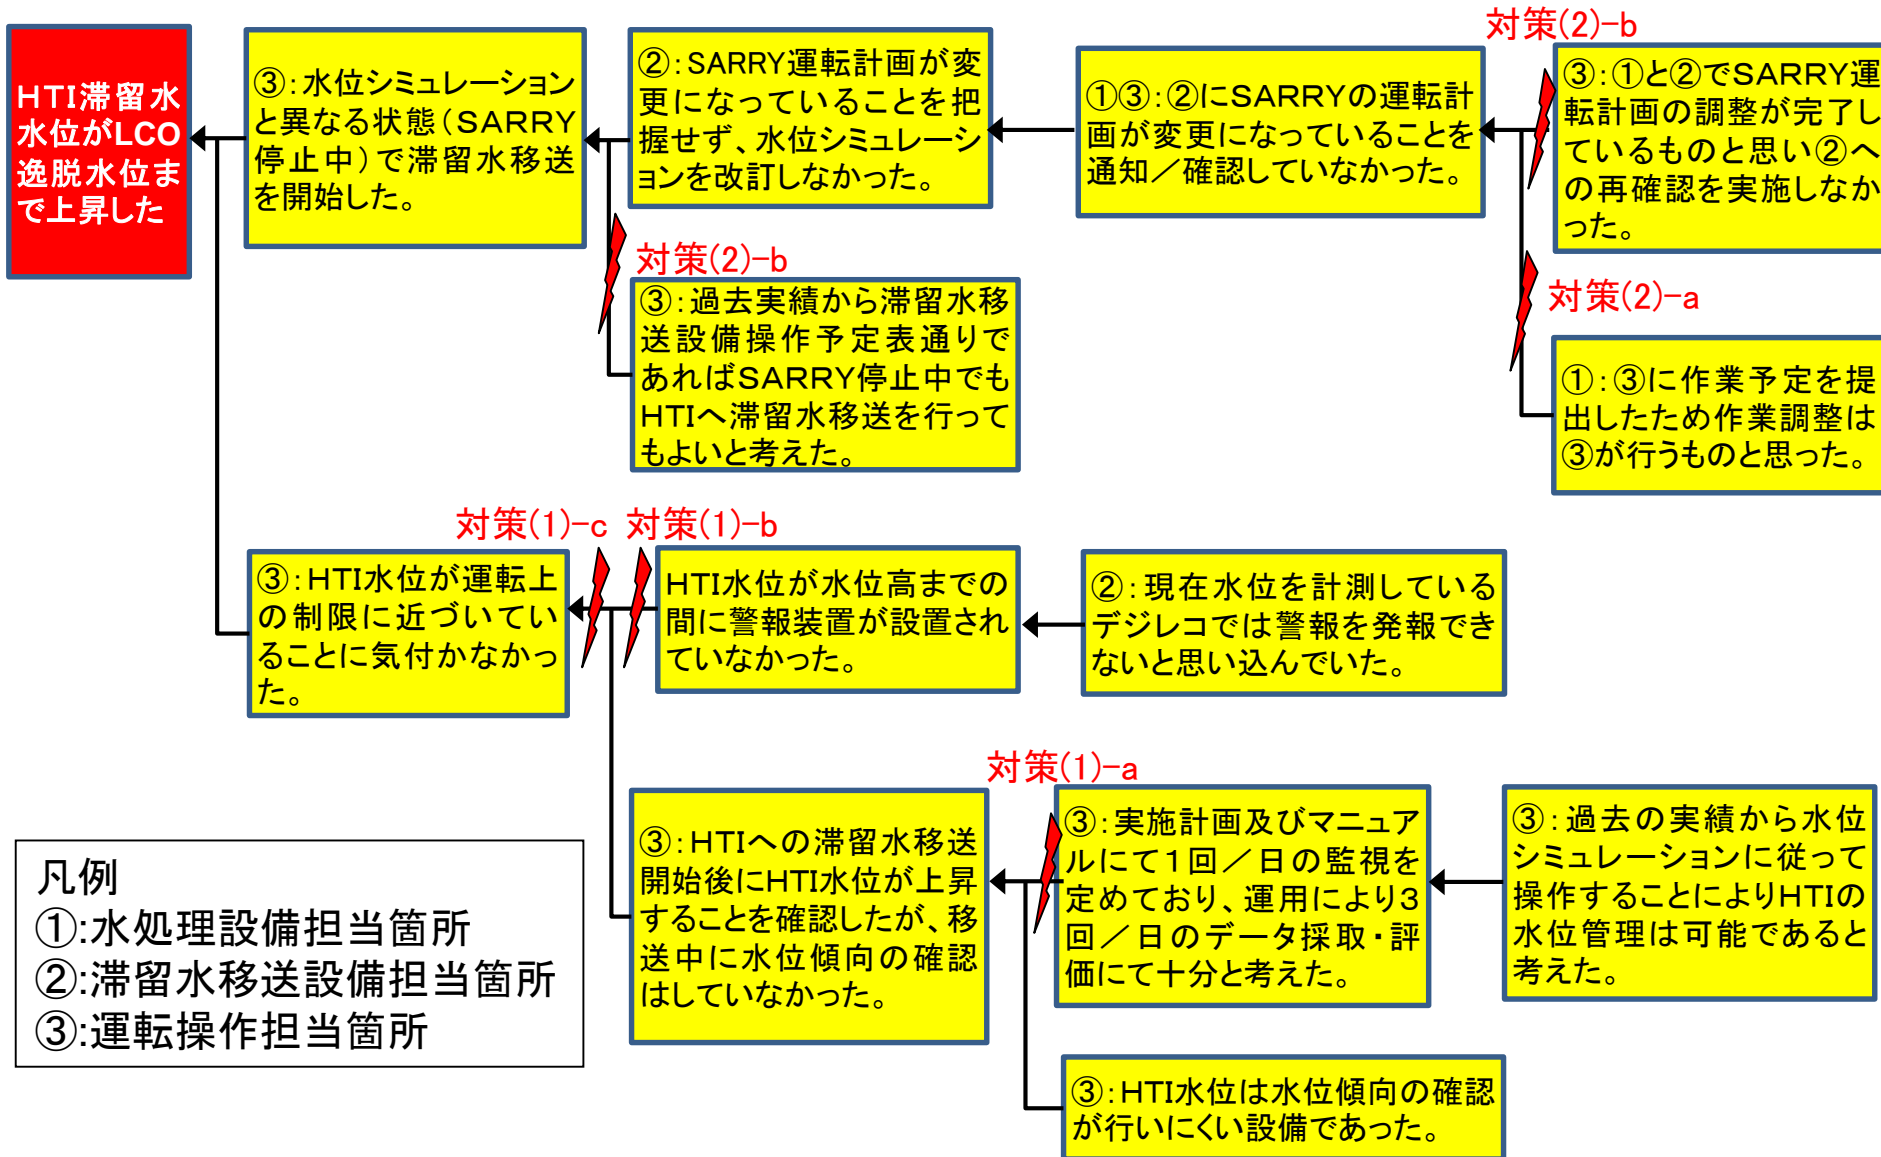 HTI滞留水
水位がLCO
逸脱水位ま
で上昇した
③:水位シミュレーション
と異なる状態(SARRY
停止中)で滞留水移送
を開始した。
②:SARRY運転計画が変
更になっていることを把
握せず、水位シミュレーシ
ョンを改訂しなかった。
①③:②にSARRYの運転計
画が変更になっていることを
通知/確認していなかった。
対策(2)-b
③:①と②でSARRY運
転計画の調整が完了し
ているものと思い②へ
の再確認を実施しなか
った。
対策(2)-b
③:過去実績から滞留水移
送設備操作予定表通りで
あればSARRY停止中でも
HTIへ滞留水移送を行って
もよいと考えた。
対策(2)-a
①:③に作業予定を提
出したため作業調整は
③が行うものと思った。
対策(1)-c 対策(1)-b
③:HTI水位が運転上
の制限に近づいてい
ることに気付かなかっ
た。
HTI水位が水位高までの
間に警報装置が設置され
ていなかった。
②:現在水位を計測している
デジレコでは警報を発報でき
ないと思い込んでいた。
対策(1)-a
③:HTIへの滞留水移送
開始後にHTI水位が上昇
することを確認したが、移
送中に水位傾向の確認
はしていなかった。
③:実施計画及びマニュア
ルにて1回/日の監視を
定めており、運用により3
回/日のデータ採取・評
価にて十分と考えた。
③:過去の実績から水位
シミュレーションに従って
操作することによりHTIの
水位管理は可能であると
考えた。
③:HTI水位は水位傾向の確認
が行いにくい設備であった。
凡例
①:水処理設備担当箇所
②:滞留水移送設備担当箇所
③:運転操作担当箇所